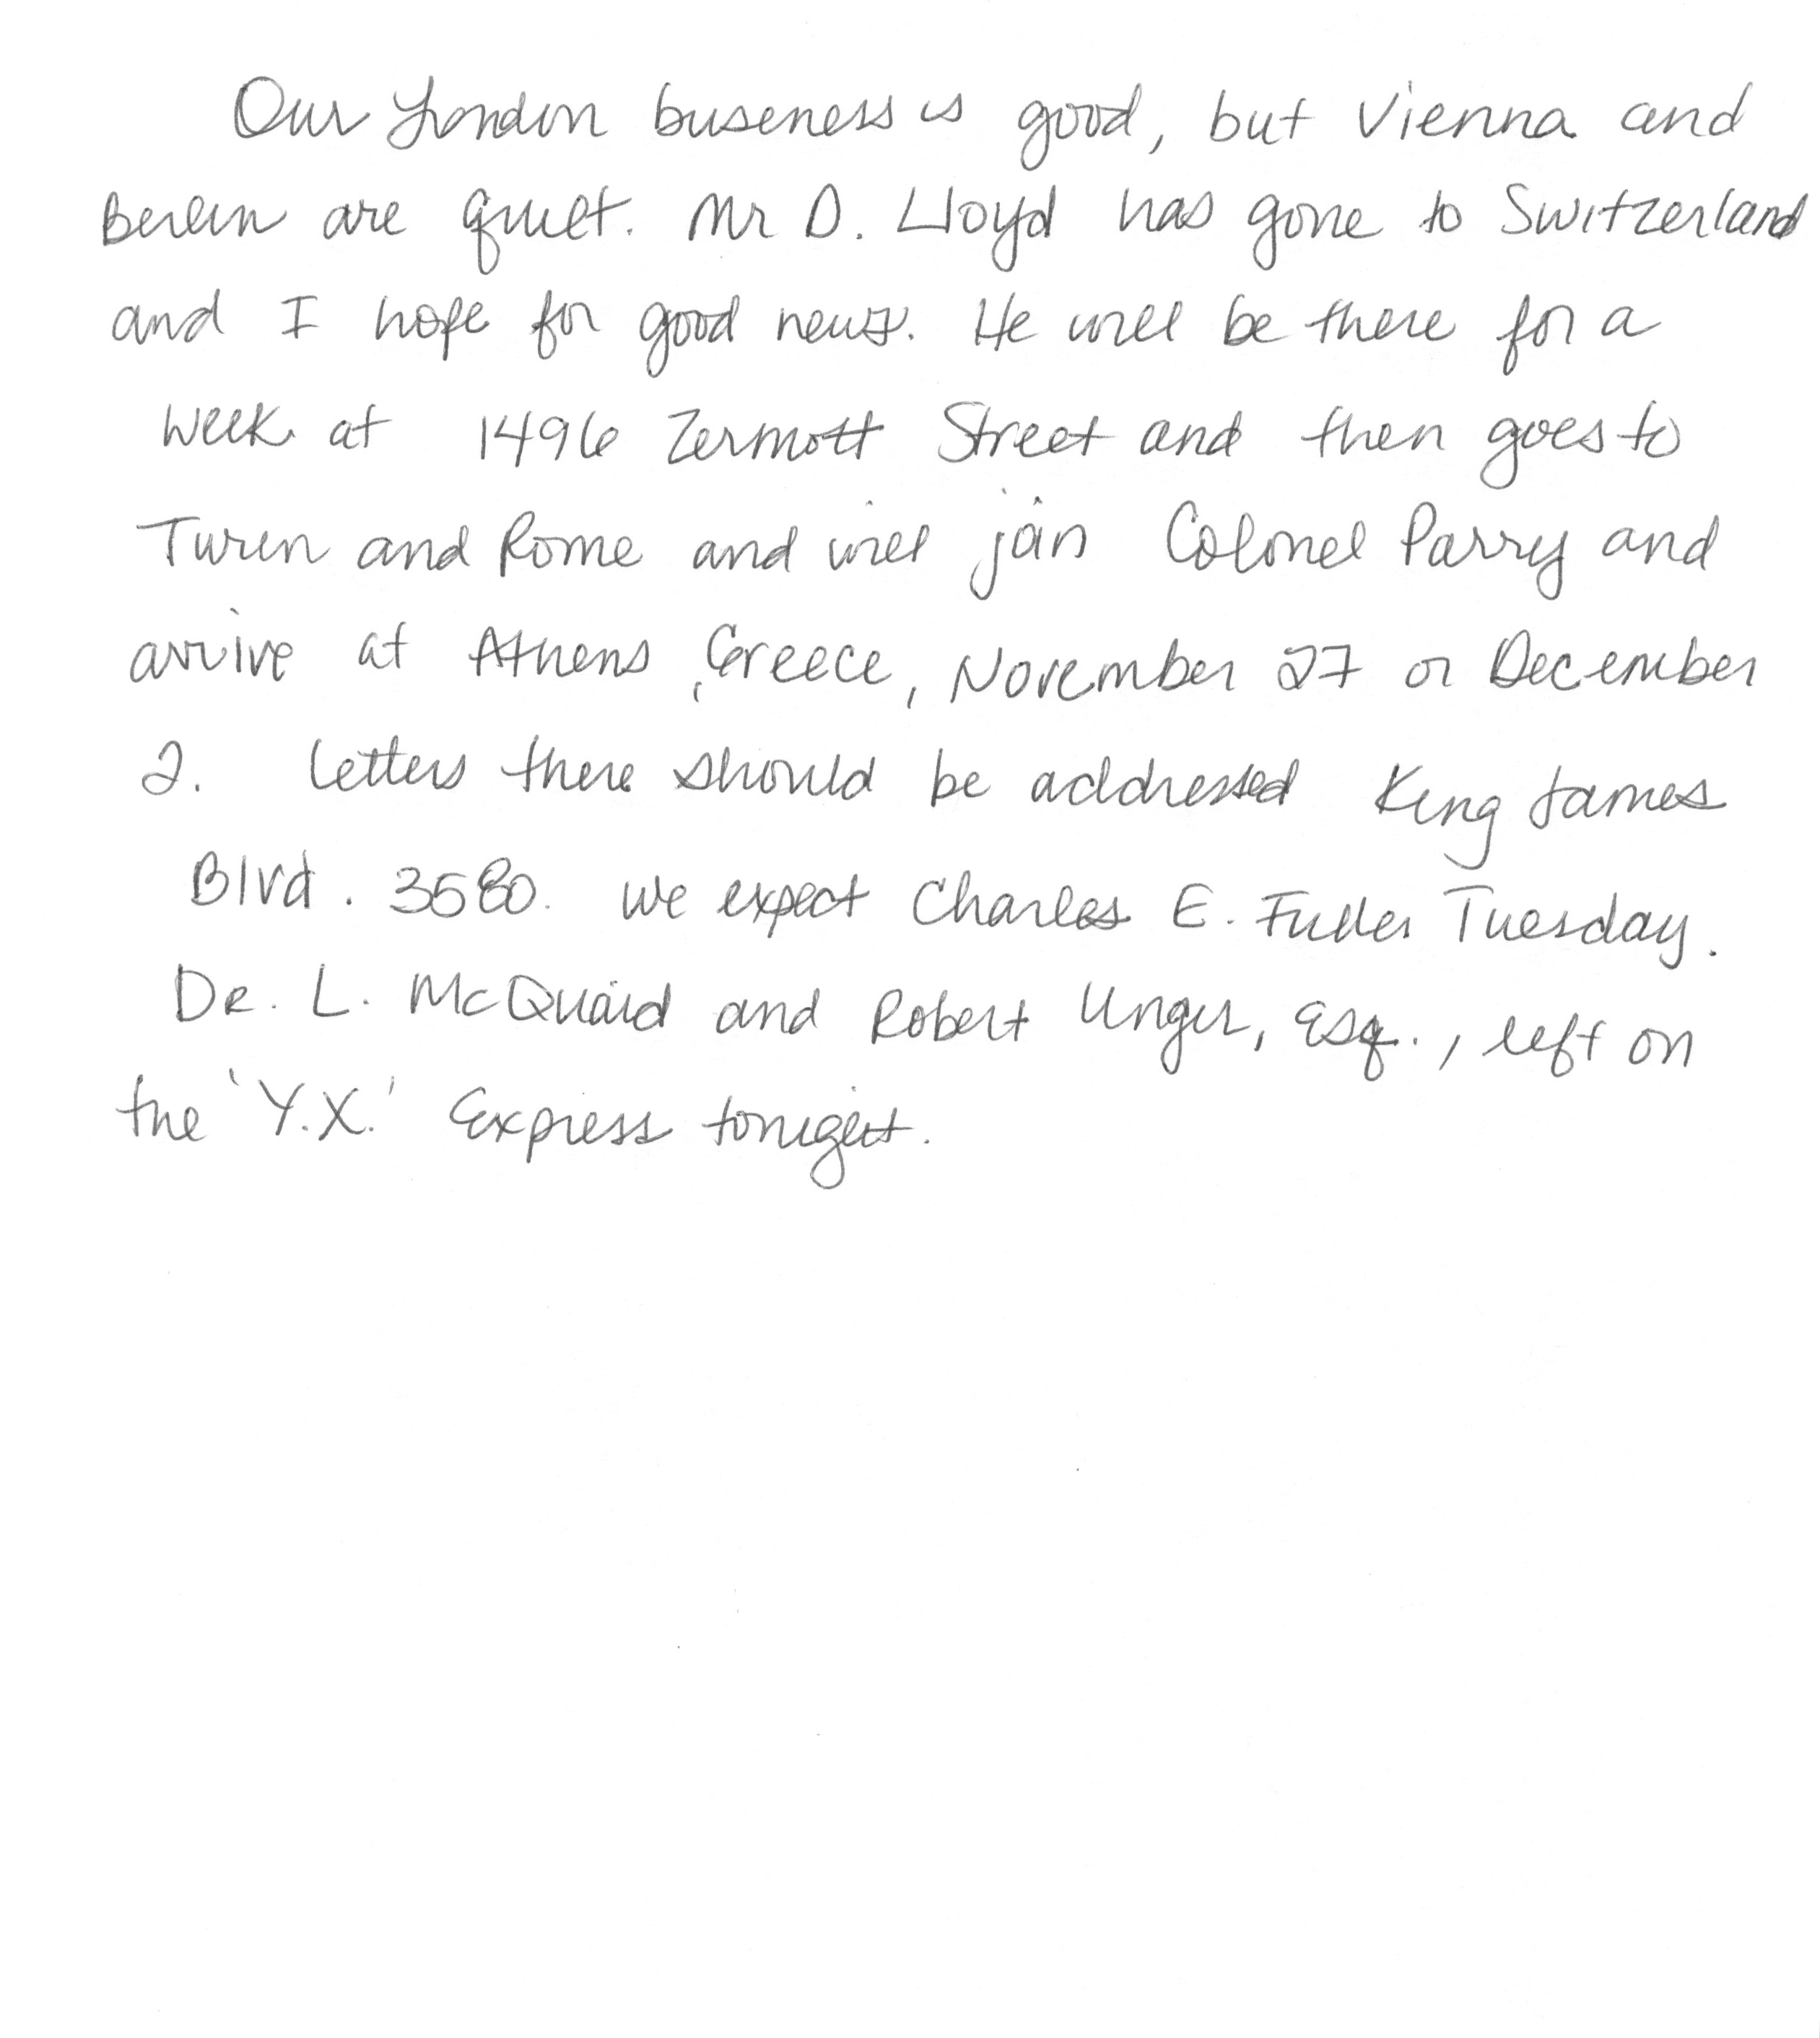 Our London business is good, but Vienna and
Berlin are quiet. Mr D. Lloyd has gone to Switzerland
and I hope for good news. He will be there for a
week at 1496 Zermott Street and then goes to
Turin and Rome and will join Colonel Parry and
arrive at Athens, Greece, November 27 or December
2. Letters there should be addressed King James
Blvd. 3580. We expect Charles E. Fuller Tuesday.
Dr. L. McQuaid and Robert Unger, Esq., left on
the 'Y.X.' Express tonight.